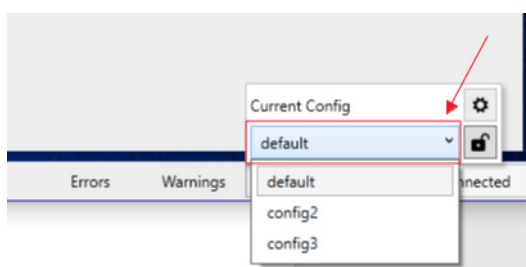 Current Config
default
Errors Warnings nnected
default
config2
config3